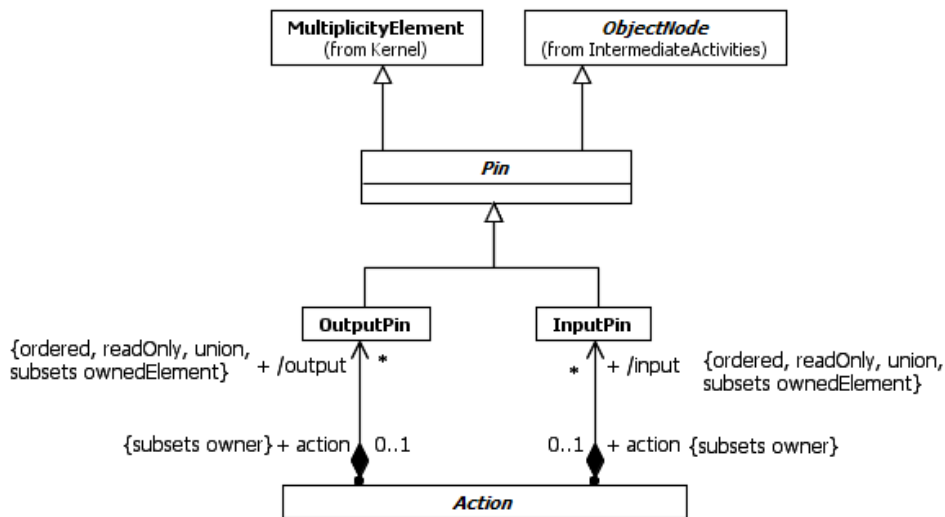 MultiplicityElement
(from Kernel)
ObjectNode
(from IntermediateActivities)
Pin
OutputPin
InputPin
{ordered, readOnly, union,
subsets ownedElement}
+ /output
*
*
+ /input
{ordered, readOnly, union,
subsets ownedElement}
{subsets owner}
+ action
0..1
0..1
+ action
{subsets owner}
Action